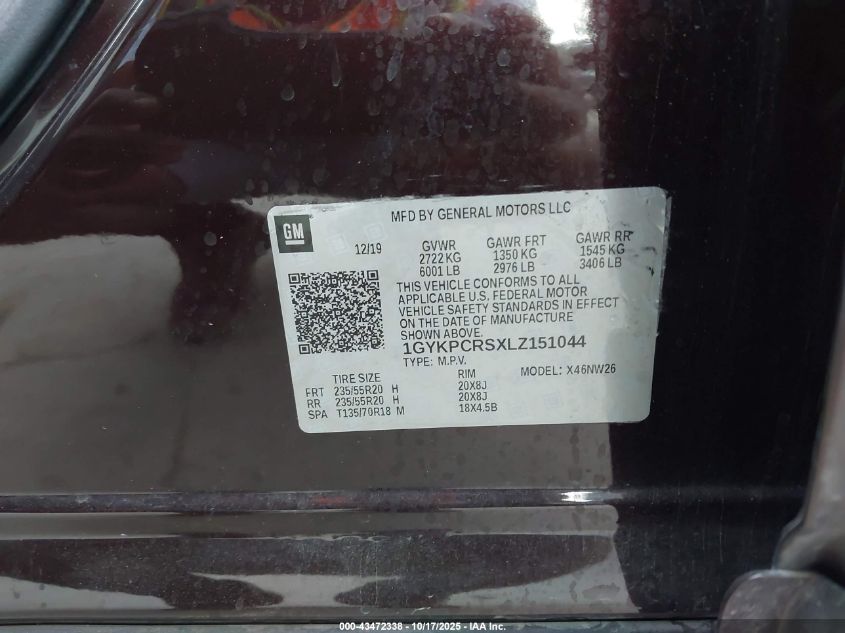 MFD BY GENERAL MOTORS LLC
GM
12/19
GVWR GAWR FRT GAWR RR
2722 KG 1350 KG 1545 KG
6001 LB 2976 LB 3406 LB
THIS VEHICLE CONFORMS TO ALL
APPLICABLE U.S. FEDERAL MOTOR
VEHICLE SAFETY STANDARDS IN EFFECT
ON THE DATE OF MANUFACTURE
SHOWN ABOVE.
1GYKPCRSXLZ151044
TYPE: M.P.V. MODEL: X46NW26
TIRE SIZE RIM
FRT 235/55R20 H 20X8J
RR 235/55R20 H 20X8J
SPA T135/70R18 M 18X4.5B
000-43472338 - 10/17/2025 - IAA Inc.